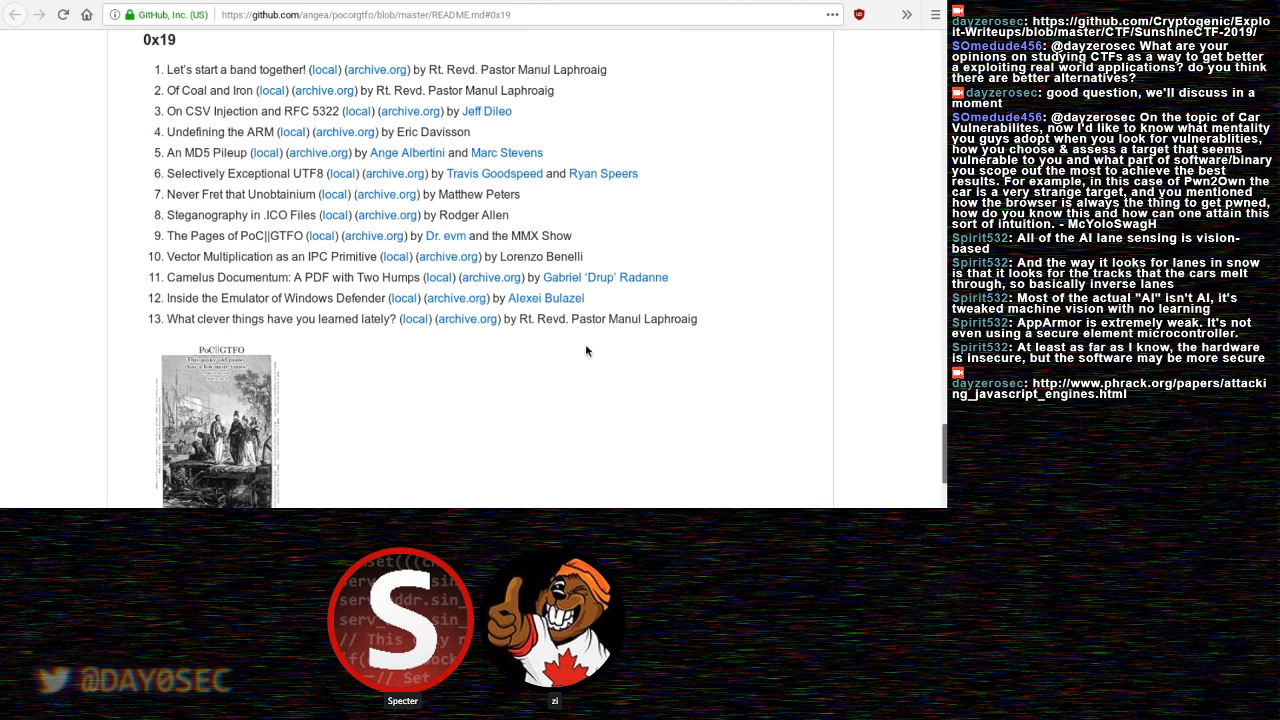 GitHub, Inc. (US) https://github.com/angea/pocorgtfo/blob/master/README.md#0x19
0x19
1. Let's start a band together! (local) (archive.org) by Rt. Revd. Pastor Manul Laphroaig
2. Of Coal and Iron (local) (archive.org) by Rt. Revd. Pastor Manul Laphroaig
3. On CSV Injection and RFC 5322 (local) (archive.org) by Jeff Dileo
4. Undefining the ARM (local) (archive.org) by Eric Davisson
5. An MD5 Pileup (local) (archive.org) by Ange Albertini and Marc Stevens
6. Selectively Exceptional UTF8 (local) (archive.org) by Travis Goodspeed and Ryan Speers
7. Never Fret that Unobtainium (local) (archive.org) by Matthew Peters
8. Steganography in .ICO Files (local) (archive.org) by Rodger Allen
9. The Pages of PoC||GTFO (local) (archive.org) by Dr. evm and the MMX Show
10. Vector Multiplication as an IPC Primitive (local) (archive.org) by Lorenzo Benelli
11. Camelus Documentum: A PDF with Two Humps (local) (archive.org) by Gabriel ‘Drup’ Radanne
12. Inside the Emulator of Windows Defender (local) (archive.org) by Alexei Bulazel
13. What clever things have you learned lately? (local) (archive.org) by Rt. Revd. Pastor Manul Laphroaig
PoC||GTFO
This janky old piano
has a few more tunes!
dayzerosec: https://github.com/Cryptogenic/Explo
it-Writeups/blob/master/CTF/SunshineCTF-2019/
SOmedude456: @dayzerosec What are your
opinions on studying CTFs as a way to get better
a exploiting real world applications? do you think
there are better alternatives?
dayzerosec: good question, we'll discuss in a
moment
SOmedude456: @dayzerosec On the topic of Car
Vulnerabilites, now I'd like to know what mentality
you guys adopt when you look for vulnerablities,
how you choose & assess a target that seems
vulnerable to you and what part of software/binary
you scope out the most to achieve the best
results. For example, in this case of Pwn2Own the
car is a very strange target, and you mentioned
how the browser is always the thing to get pwned,
how do you know this and how can one attain this
sort of intuition. - McYoloSwagH
Spirit532: All of the AI lane sensing is vision-
based
Spirit532: And the way it looks for lanes in snow
is that it looks for the tracks that the cars melt
through, so basically inverse lanes
Spirit532: Most of the actual "AI" isn't AI, it's
tweaked machine vision with no learning
Spirit532: AppArmor is extremely weak. It's not
even using a secure element microcontroller.
Spirit532: At least as far as I know, the hardware
is insecure, but the software may be more secure
dayzerosec: http://www.phrack.org/papers/attacki
ng_javascript_engines.html
S
@DAY0SEC
Specter
zi